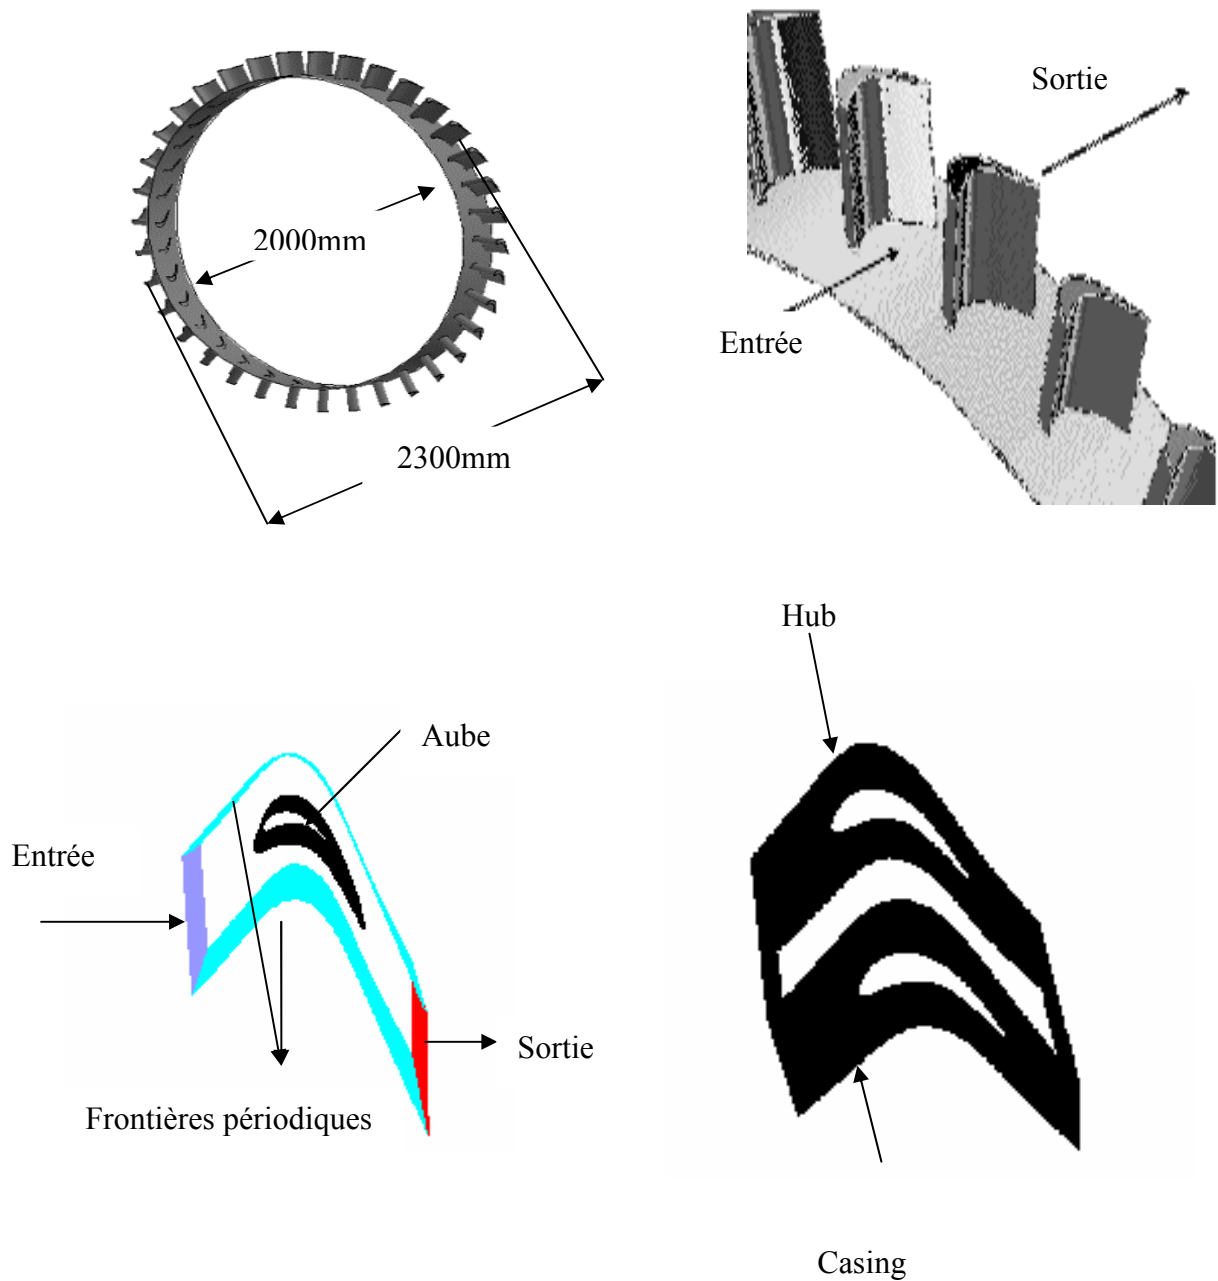 Sortie
2000mm
Entrée
2300mm
Hub
Aube
Entrée
Sortie
Frontières périodiques
Casing